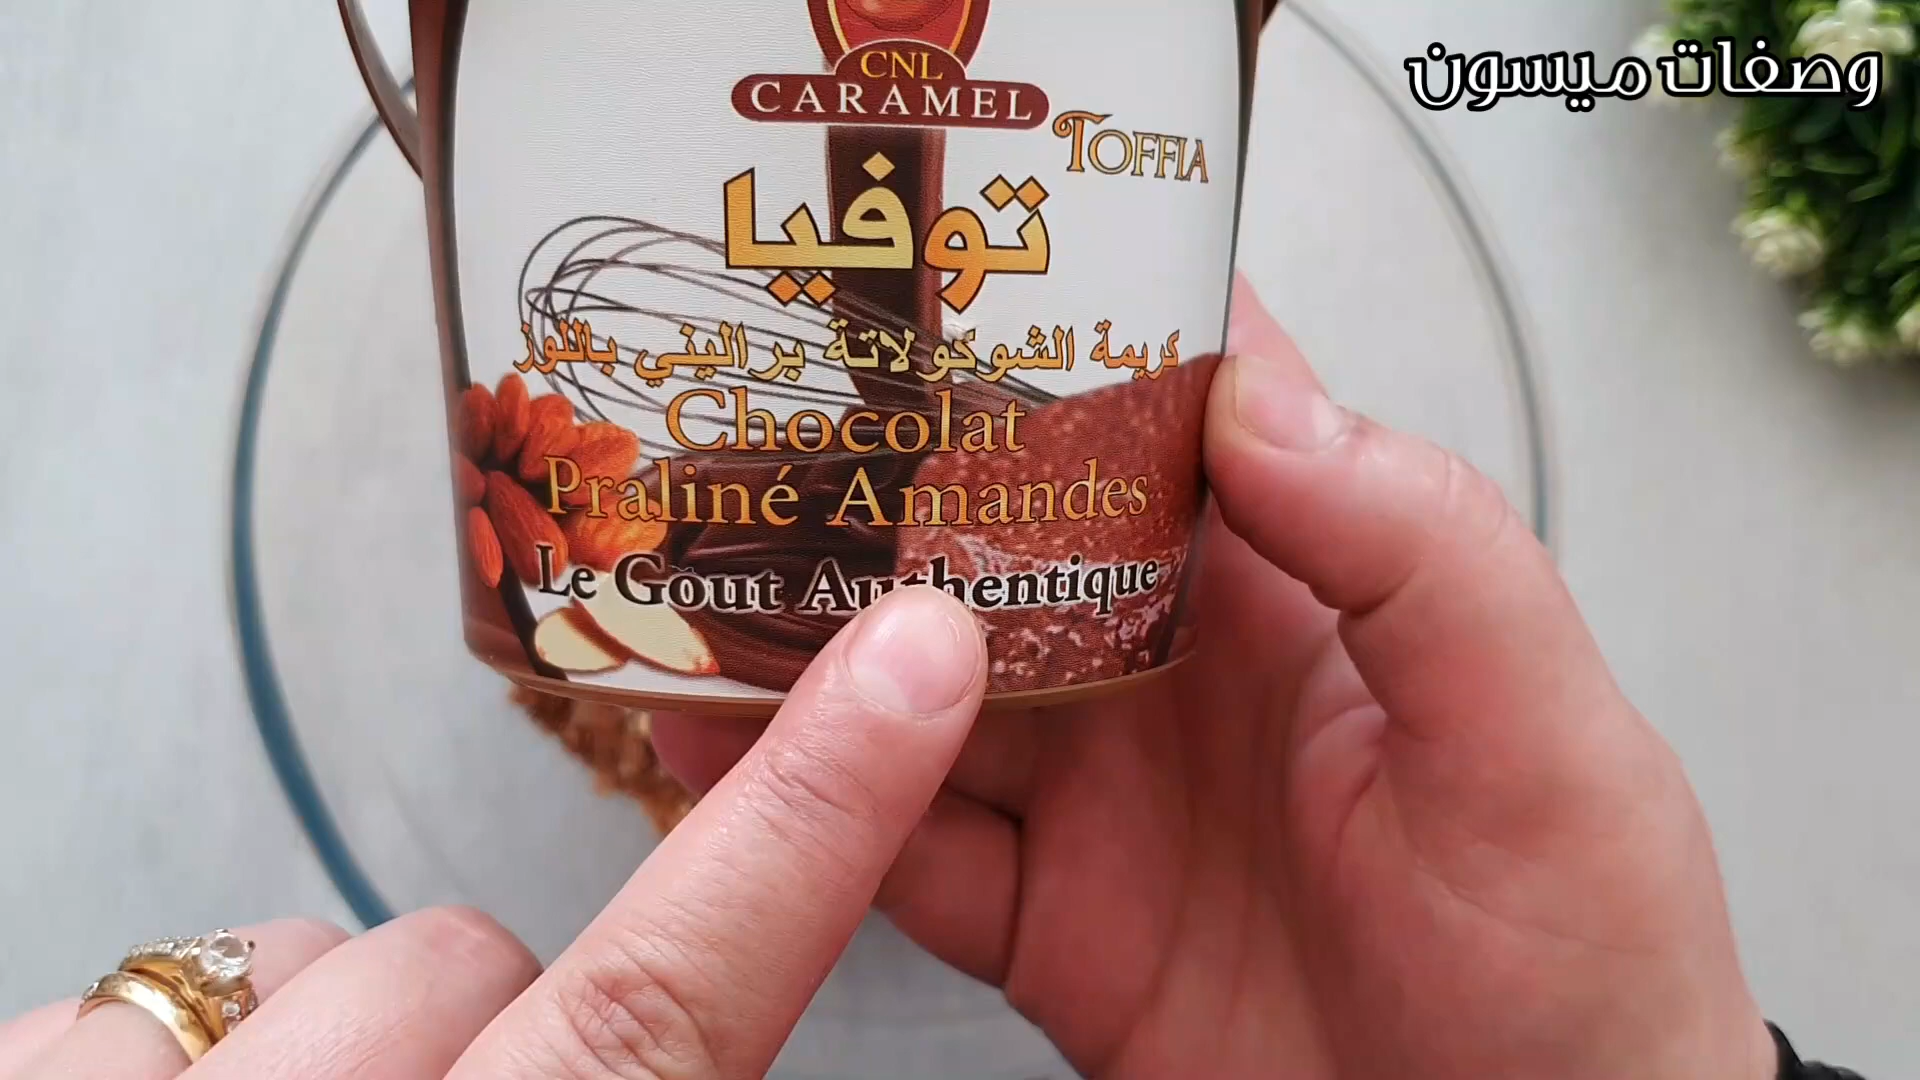 وصفات ميسون
CNL
CARAMEL
TOFFIA
توفيا
كريمة الشوكولاتة براليني باللوز
Chocolat
Praliné Amandes
Le Gout Authentique